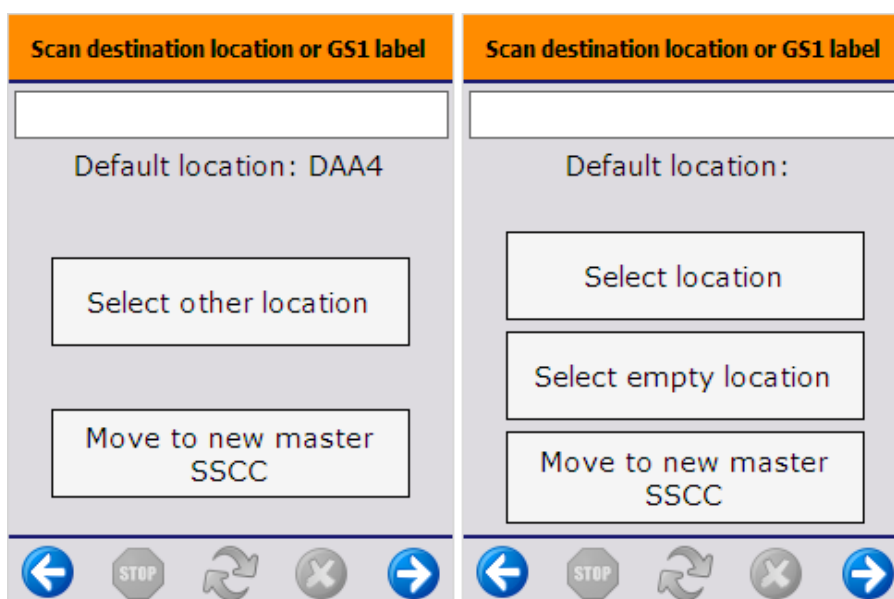 Scan destination location or GS1 label
Default location: DAA4
Select other location
Move to new master
SSCC
STOP
Scan destination location or GS1 label
Default location:
Select location
Select empty location
Move to new master
SSCC
STOP